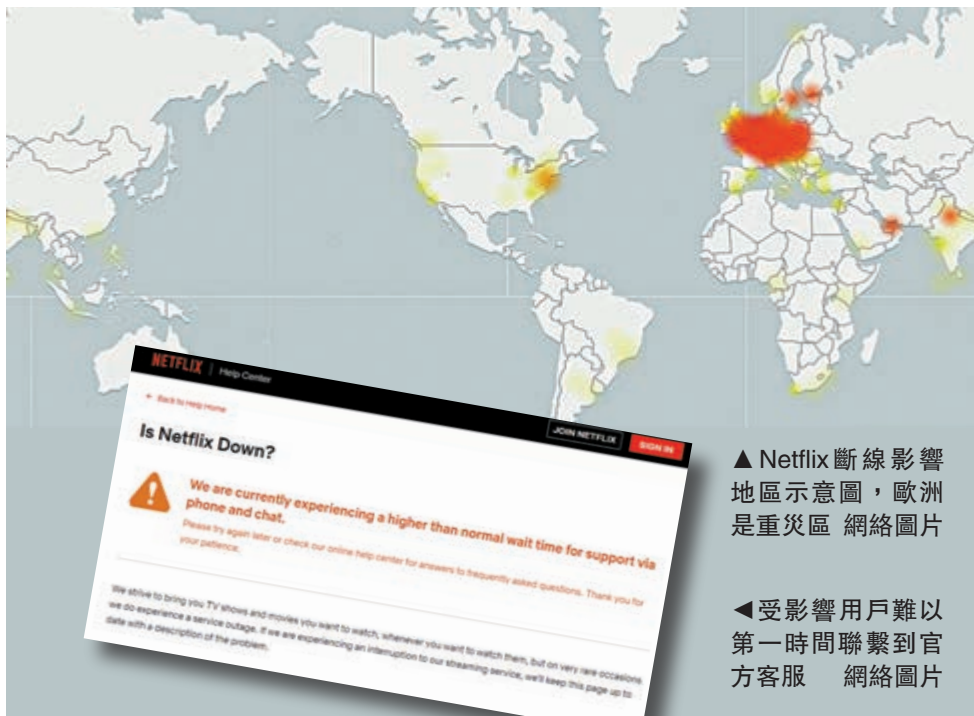 NETFLIX | Help Center
← Back to Help Home
JOIN NETFLIX
SIGN IN
Is Netflix Down?
We are currently experiencing a higher than normal wait time for support via
phone and chat.
Please try again later or check our online help center for answers to frequently asked questions. Thank you for
your patience.
We strive to bring you TV shows and movies you want to watch, whenever you want to watch them, but on very rare occasions
we do experience a service outage. If we are experiencing an interruption to our streaming service, we'll keep this page up to
date with a description of the problem.
▲Netflix斷線影響
地區示意圖，歐洲
是重災區 網絡圖片
◀受影響用戶難以
第一時間聯繫到官
方客服 網絡圖片